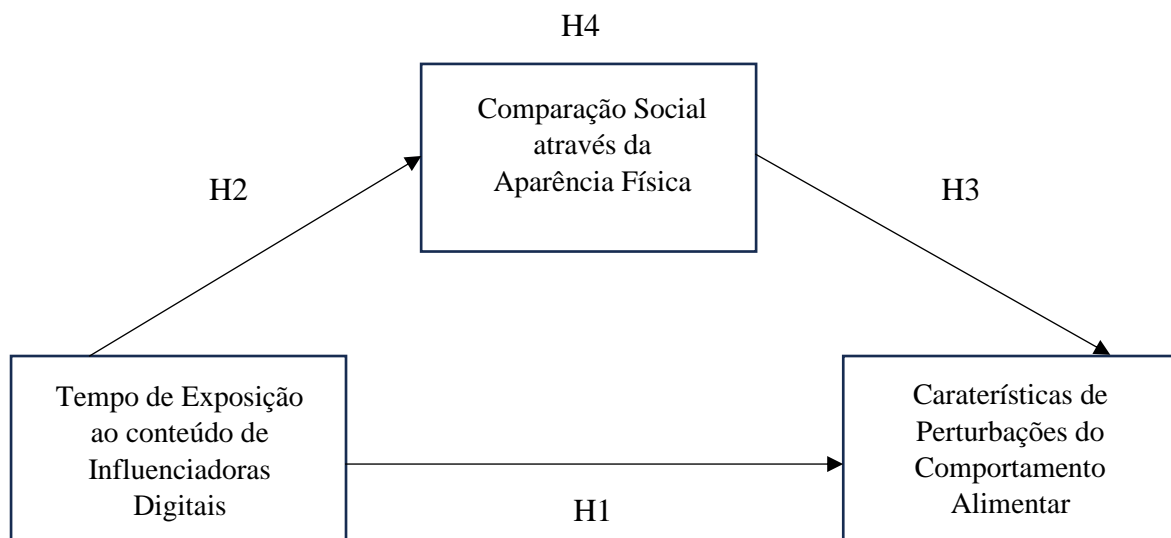 H4
Comparação Social
através da
Aparência Física
H2
H3
Tempo de Exposição
ao conteúdo de
Influenciadoras
Digitais
Caraterísticas de
Perturbações do
Comportamento
Alimentar
H1